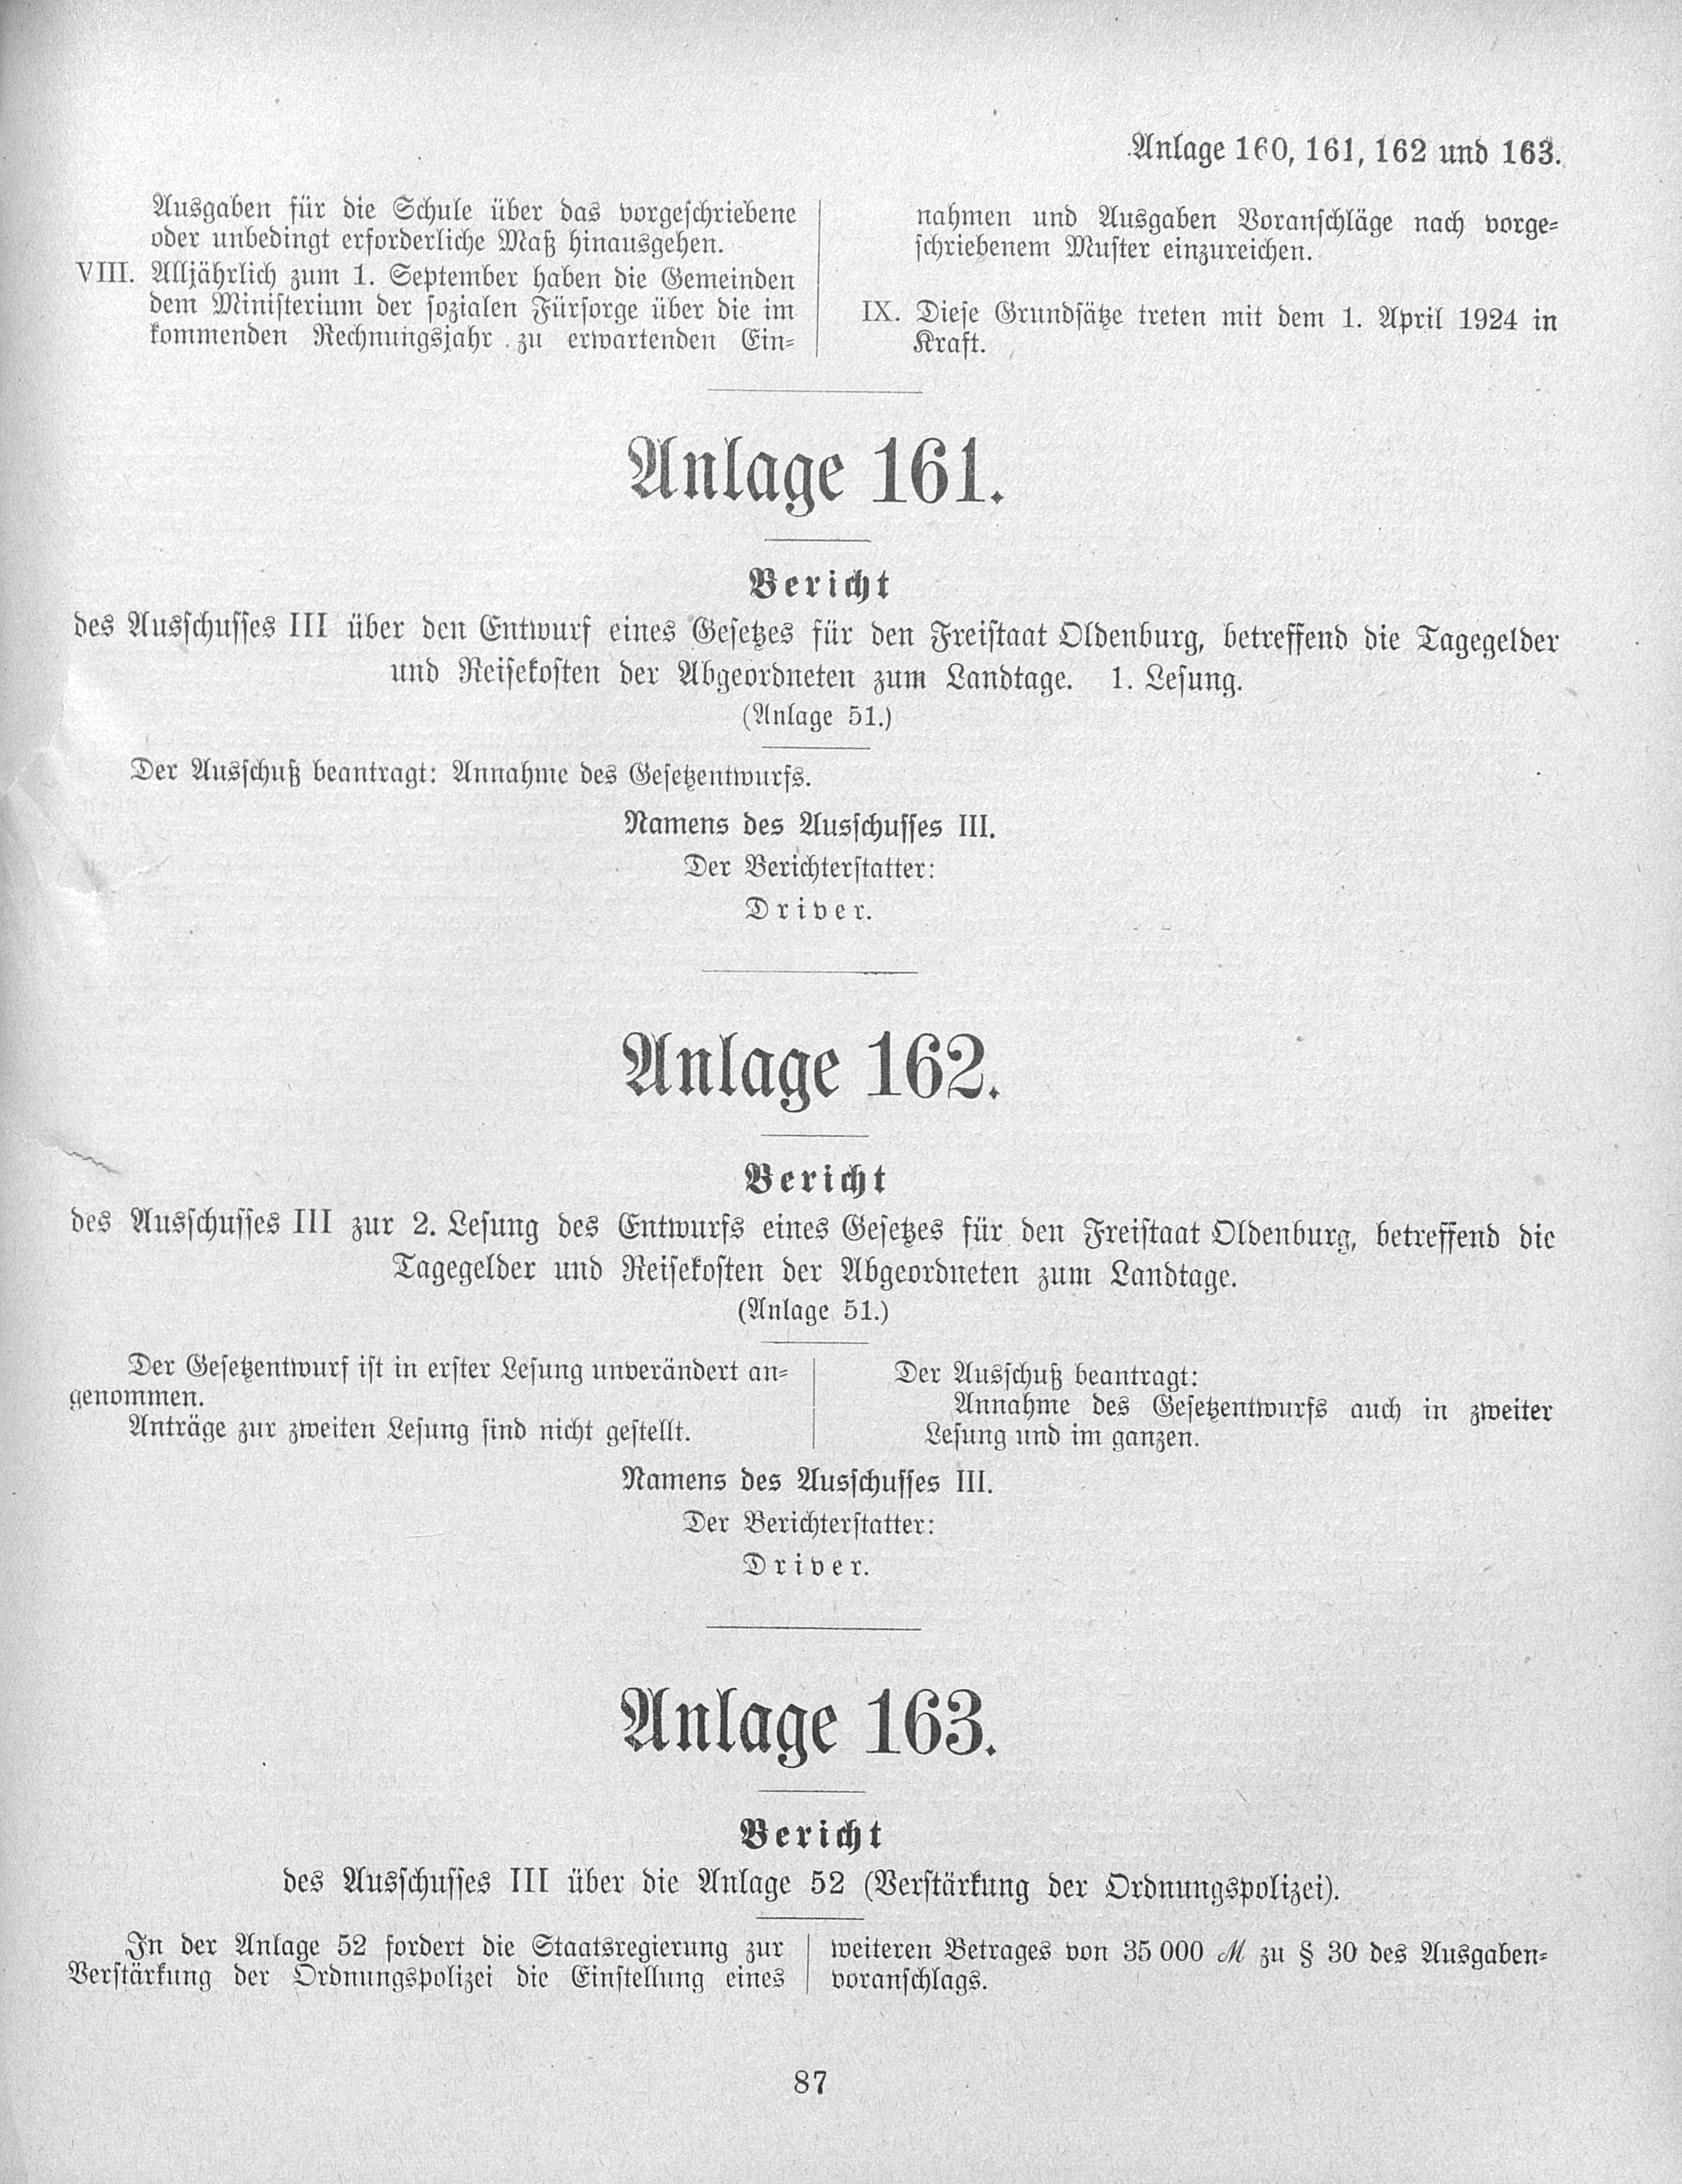 Anlage 160, 161, 162 und 163.
Ausgaben für die Schule über das vorgeschriebene
oder unbedingt erforderliche Maß hinausgehen.
VIII. Alljährlich zum 1. September haben die Gemeinden
dem Ministerium der sozialen Fürsorge über die im
kommenden Rechnungsjahr zu erwartenden Ein-
nahmen und Ausgaben Voranschläge nach vorge-
schriebenem Muster einzureichen.
IX. Diese Grundsätze treten mit dem 1. April 1924 in
Kraft.
Anlage 161.
Bericht
des Ausschusses III über den Entwurf eines Gesetzes für den Freistaat Oldenburg, betreffend die Tagegelder
und Reisekosten der Abgeordneten zum Landtage. 1. Lesung.
(Anlage 51.)
Der Ausschuß beantragt: Annahme des Gesetzentwurfs.
Namens des Ausschusses III.
Der Berichterstatter:
Driver.
Anlage 162.
Bericht
des Ausschusses III zur 2. Lesung des Entwurfs eines Gesetzes für den Freistaat Oldenburg, betreffend die
Tagegelder und Reisekosten der Abgeordneten zum Landtage.
(Anlage 51.)
Der Gesetzentwurf ist in erster Lesung unverändert an-
genommen.
Anträge zur zweiten Lesung sind nicht gestellt.
Der Ausschuß beantragt:
Annahme des Gesetzentwurfs auch in zweiter
Lesung und im ganzen.
Namens des Ausschusses III.
Der Berichterstatter:
Driver.
Anlage 163.
Bericht
des Ausschusses III über die Anlage 52 (Verstärkung der Ordnungspolizei).
In der Anlage 52 fordert die Staatsregierung zur
Verstärkung der Ordnungspolizei die Einstellung eines
weiteren Betrages von 35 000 ℳ zu § 30 des Ausgaben-
voranschlags.
87